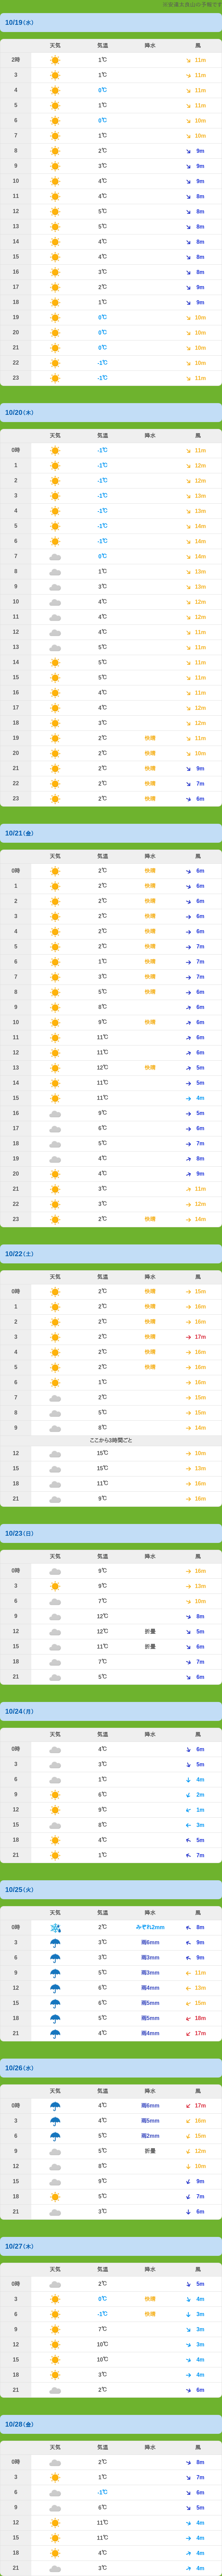 10/19(水)
天気 気温 降水 風
2時 1℃ 11m
3 1℃ 11m
4 0℃ 11m
5 1℃ 11m
6 0℃ 10m
7 1℃ 10m
8 2℃ 9m
9 3℃ 9m
10 4℃ 9m
11 4℃ 8m
12 5℃ 8m
13 5℃ 8m
14 4℃ 8m
15 4℃ 8m
16 3℃ 8m
17 2℃ 9m
18 1℃ 9m
19 0℃ 10m
20 0℃ 10m
21 0℃ 10m
22 -1℃ 10m
23 -1℃ 11m
10/20(木)
天気 気温 降水 風
0時 -1℃ 11m
1 -1℃ 12m
2 -1℃ 12m
3 -1℃ 13m
4 -1℃ 13m
5 -1℃ 14m
6 -1℃ 14m
7 0℃ 14m
8 1℃ 13m
9 3℃ 13m
10 4℃ 12m
11 4℃ 12m
12 4℃ 11m
13 5℃ 11m
14 5℃ 11m
15 5℃ 11m
16 4℃ 11m
17 4℃ 12m
18 3℃ 12m
19 2℃ 快晴 11m
20 2℃ 快晴 10m
21 2℃ 快晴 9m
22 2℃ 快晴 7m
23 2℃ 快晴 6m
10/21(金)
天気 気温 降水 風
0時 2℃ 快晴 6m
1 2℃ 快晴 6m
2 2℃ 快晴 6m
3 2℃ 快晴 6m
4 2℃ 快晴 6m
5 2℃ 快晴 7m
6 1℃ 快晴 7m
7 3℃ 快晴 7m
8 5℃ 快晴 6m
9 8℃ 6m
10 9℃ 快晴 6m
11 11℃ 6m
12 11℃ 6m
13 12℃ 快晴 5m
14 11℃ 5m
15 11℃ 4m
16 9℃ 5m
17 6℃ 6m
18 5℃ 7m
19 4℃ 8m
20 4℃ 9m
21 3℃ 11m
22 3℃ 12m
23 2℃ 快晴 14m
10/22(土)
天気 気温 降水 風
0時 2℃ 快晴 15m
1 2℃ 快晴 16m
2 2℃ 快晴 16m
3 2℃ 快晴 17m
4 2℃ 快晴 16m
5 2℃ 快晴 16m
6 1℃ 16m
7 2℃ 15m
8 5℃ 15m
9 8℃ 14m
ここから3時間ごと
12 15℃ 10m
15 15℃ 13m
18 11℃ 16m
21 9℃ 16m
10/23(日)
天気 気温 降水 風
0時 9℃ 16m
3 9℃ 13m
6 7℃ 10m
9 12℃ 8m
12 12℃ 折曇 5m
15 11℃ 折曇 6m
18 7℃ 7m
21 5℃ 6m
10/24(月)
天気 気温 降水 風
0時 4℃ 6m
3 3℃ 5m
6 1℃ 4m
9 6℃ 2m
12 9℃ 1m
15 8℃ 3m
18 4℃ 5m
21 1℃ 7m
10/25(火)
天気 気温 降水 風
0時 2℃ みぞれ2mm 8m
3 3℃ 雨6mm 9m
6 3℃ 雨3mm 9m
9 5℃ 雨3mm 11m
12 6℃ 雨4mm 13m
15 6℃ 雨5mm 15m
18 5℃ 雨5mm 18m
21 4℃ 雨4mm 17m
10/26(水)
天気 気温 降水 風
0時 4℃ 雨6mm 17m
3 4℃ 雨5mm 16m
6 5℃ 雨2mm 15m
9 5℃ 折曇 12m
12 8℃ 10m
15 9℃ 9m
18 5℃ 7m
21 3℃ 6m
10/27(木)
天気 気温 降水 風
0時 2℃ 5m
3 0℃ 快晴 4m
6 -1℃ 快晴 3m
9 7℃ 3m
12 10℃ 3m
15 10℃ 4m
18 3℃ 4m
21 2℃ 6m
10/28(金)
天気 気温 降水 風
0時 2℃ 8m
3 1℃ 7m
6 -1℃ 6m
9 6℃ 5m
12 11℃ 4m
15 11℃ 4m
18 4℃ 4m
21 3℃ 4m